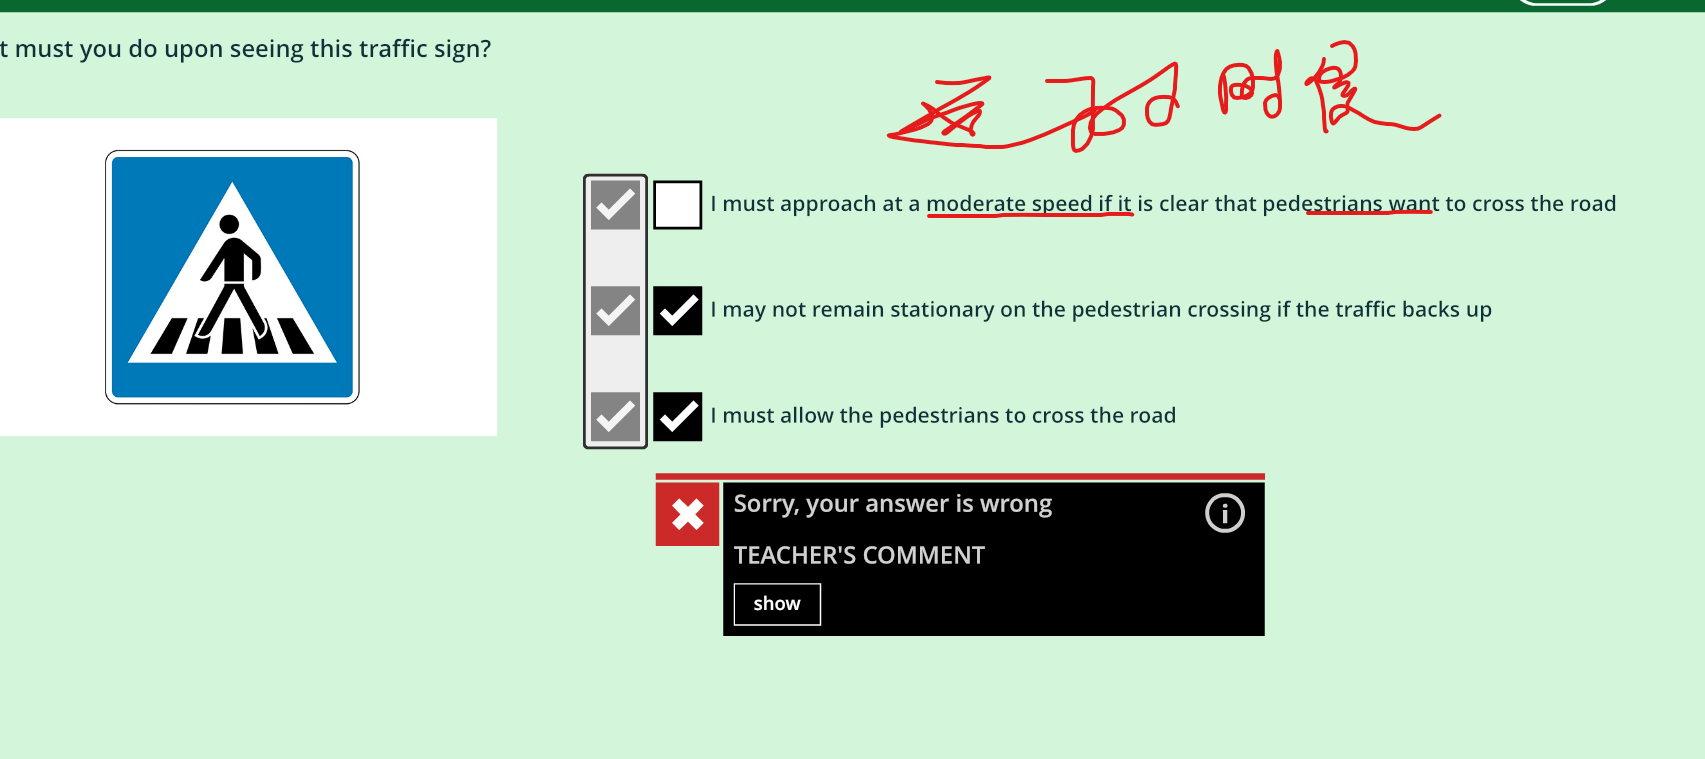 t must you do upon seeing this traffic sign?
I must approach at a moderate speed if it is clear that pedestrians want to cross the road
I may not remain stationary on the pedestrian crossing if the traffic backs up
I must allow the pedestrians to cross the road
Sorry, your answer is wrong
TEACHER'S COMMENT
show